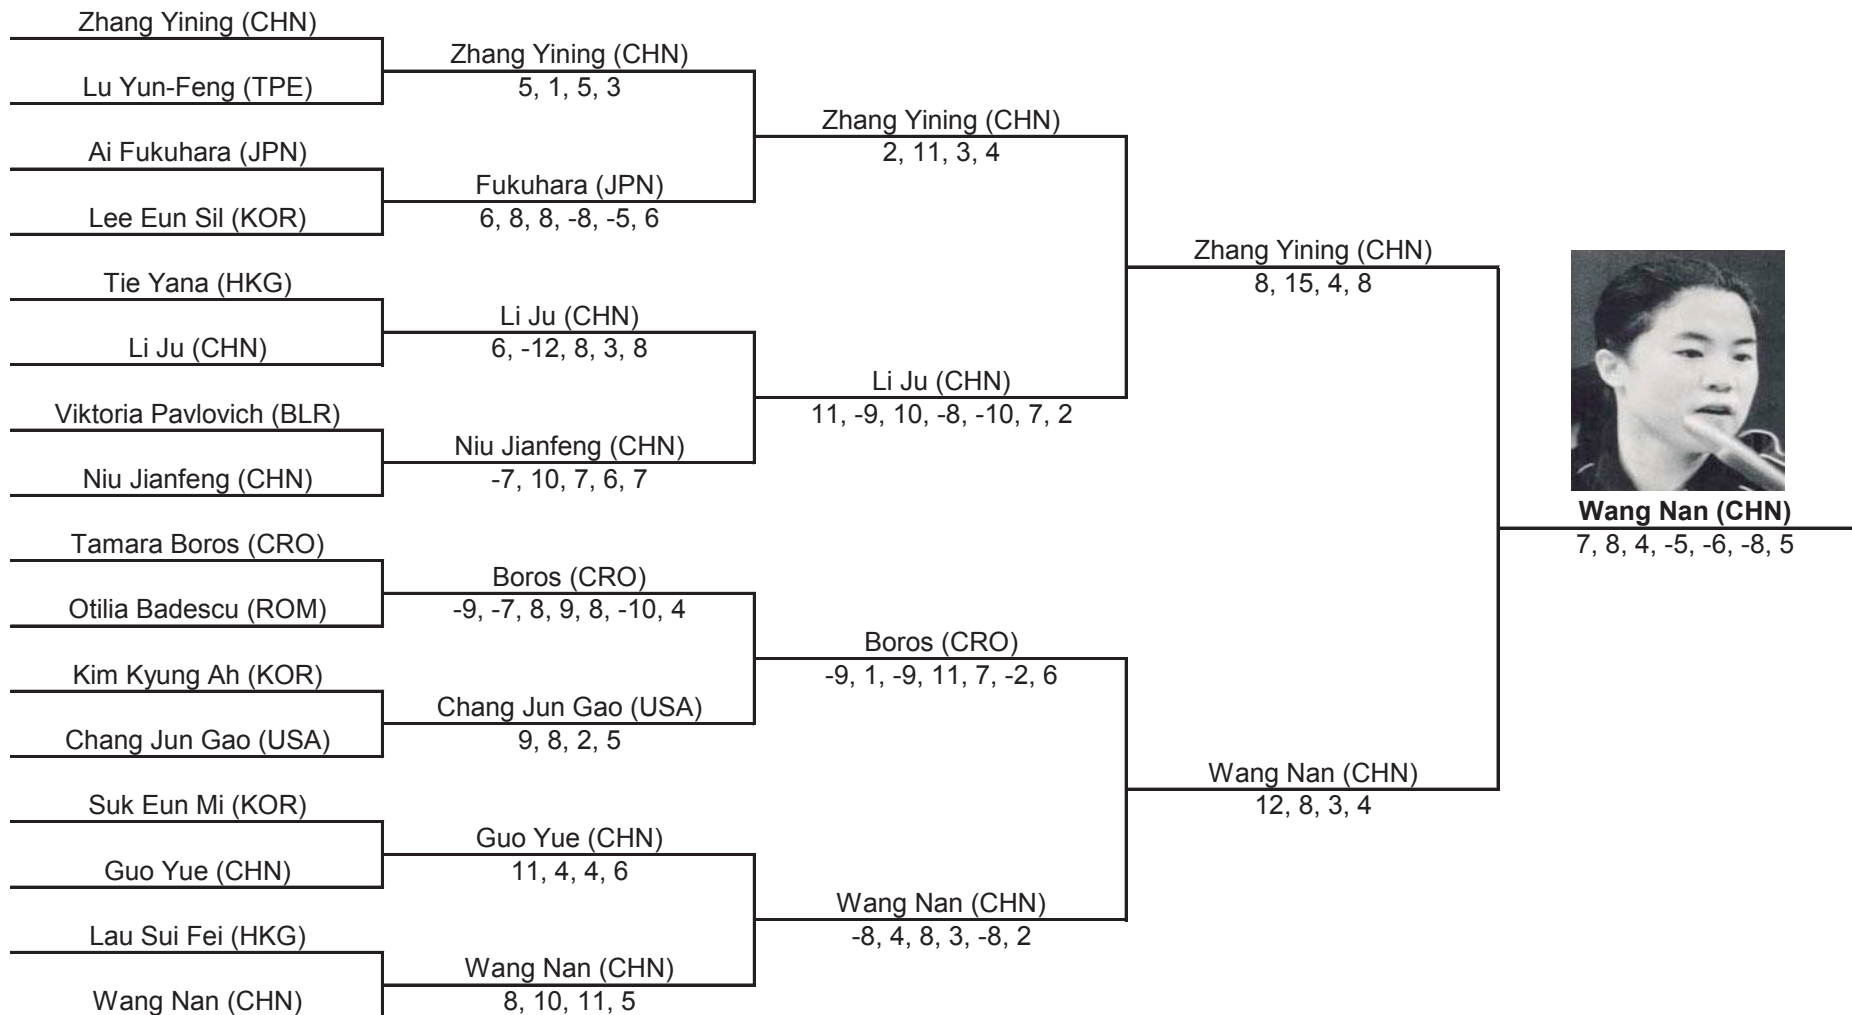 Zhang Yining (CHN)
Lu Yun-Feng (TPE)
Ai Fukuhara (JPN)
Lee Eun Sil (KOR)
Tie Yana (HKG)
Li Ju (CHN)
Viktoria Pavlovich (BLR)
Niu Jianfeng (CHN)
Tamara Boros (CRO)
Otilia Badescu (ROM)
Kim Kyung Ah (KOR)
Chang Jun Gao (USA)
Suk Eun Mi (KOR)
Guo Yue (CHN)
Lau Sui Fei (HKG)
Wang Nan (CHN)
Zhang Yining (CHN)
5, 1, 5, 3
Fukuhara (JPN)
6, 8, 8, -8, -5, 6
Li Ju (CHN)
6, -12, 8, 3, 8
Niu Jianfeng (CHN)
-7, 10, 7, 6, 7
Boros (CRO)
-9, -7, 8, 9, 8, -10, 4
Chang Jun Gao (USA)
9, 8, 2, 5
Guo Yue (CHN)
11, 4, 4, 6
Wang Nan (CHN)
8, 10, 11, 5
Zhang Yining (CHN)
2, 11, 3, 4
Li Ju (CHN)
11, -9, 10, -8, -10, 7, 2
Boros (CRO)
-9, 1, -9, 11, 7, -2, 6
Wang Nan (CHN)
-8, 4, 8, 3, -8, 2
Zhang Yining (CHN)
8, 15, 4, 8
Wang Nan (CHN)
12, 8, 3, 4
Wang Nan (CHN)
7, 8, 4, -5, -6, -8, 5